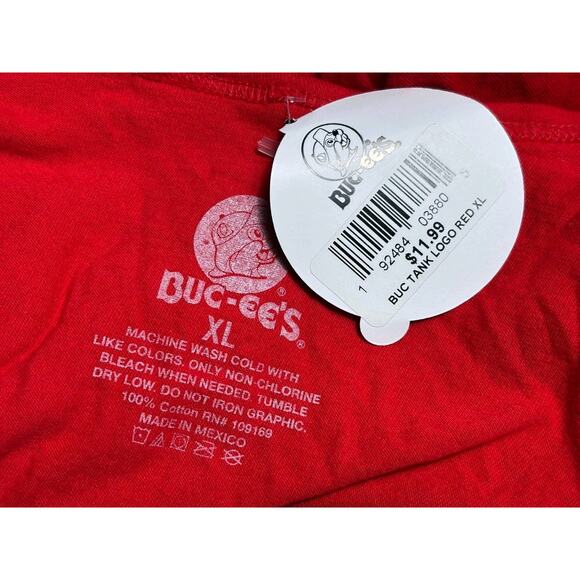 BUC-EE'S
1 92484 03880 5
$11.99
BUC TANK LOGO RED XL
BUC-EE'S®
XL
MACHINE WASH COLD WITH
LIKE COLORS. ONLY NON-CHLORINE
BLEACH WHEN NEEDED. TUMBLE
DRY LOW. DO NOT IRON GRAPHIC.
100% Cotton RN# 109169
MADE IN MEXICO